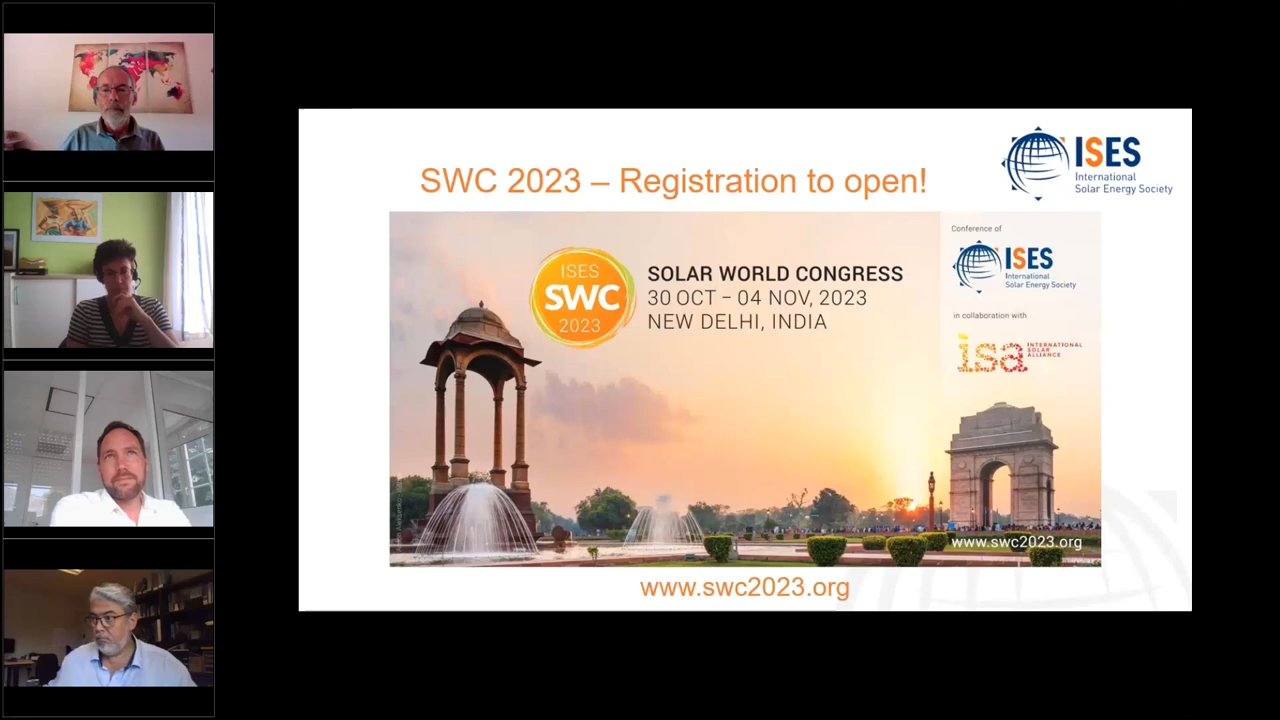 SWC 2023 – Registration to open!
ISES
International
Solar Energy Society
ISES
SWC
2023
SOLAR WORLD CONGRESS
30 OCT – 04 NOV, 2023
NEW DELHI, INDIA
Conference of
ISES
International
Solar Energy Society
in collaboration with
isa
INTERNATIONAL
SOLAR
ALLIANCE
www.swc2023.org
www.swc2023.org